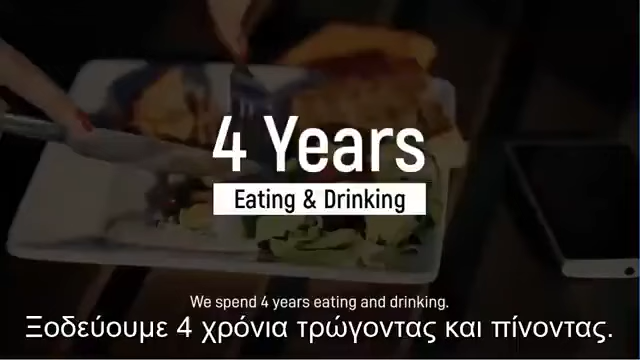 4 Years
Eating & Drinking
We spend 4 years eating and drinking.
Ξοδεύουμε 4 χρόνια τρώγοντας και πίνοντας.